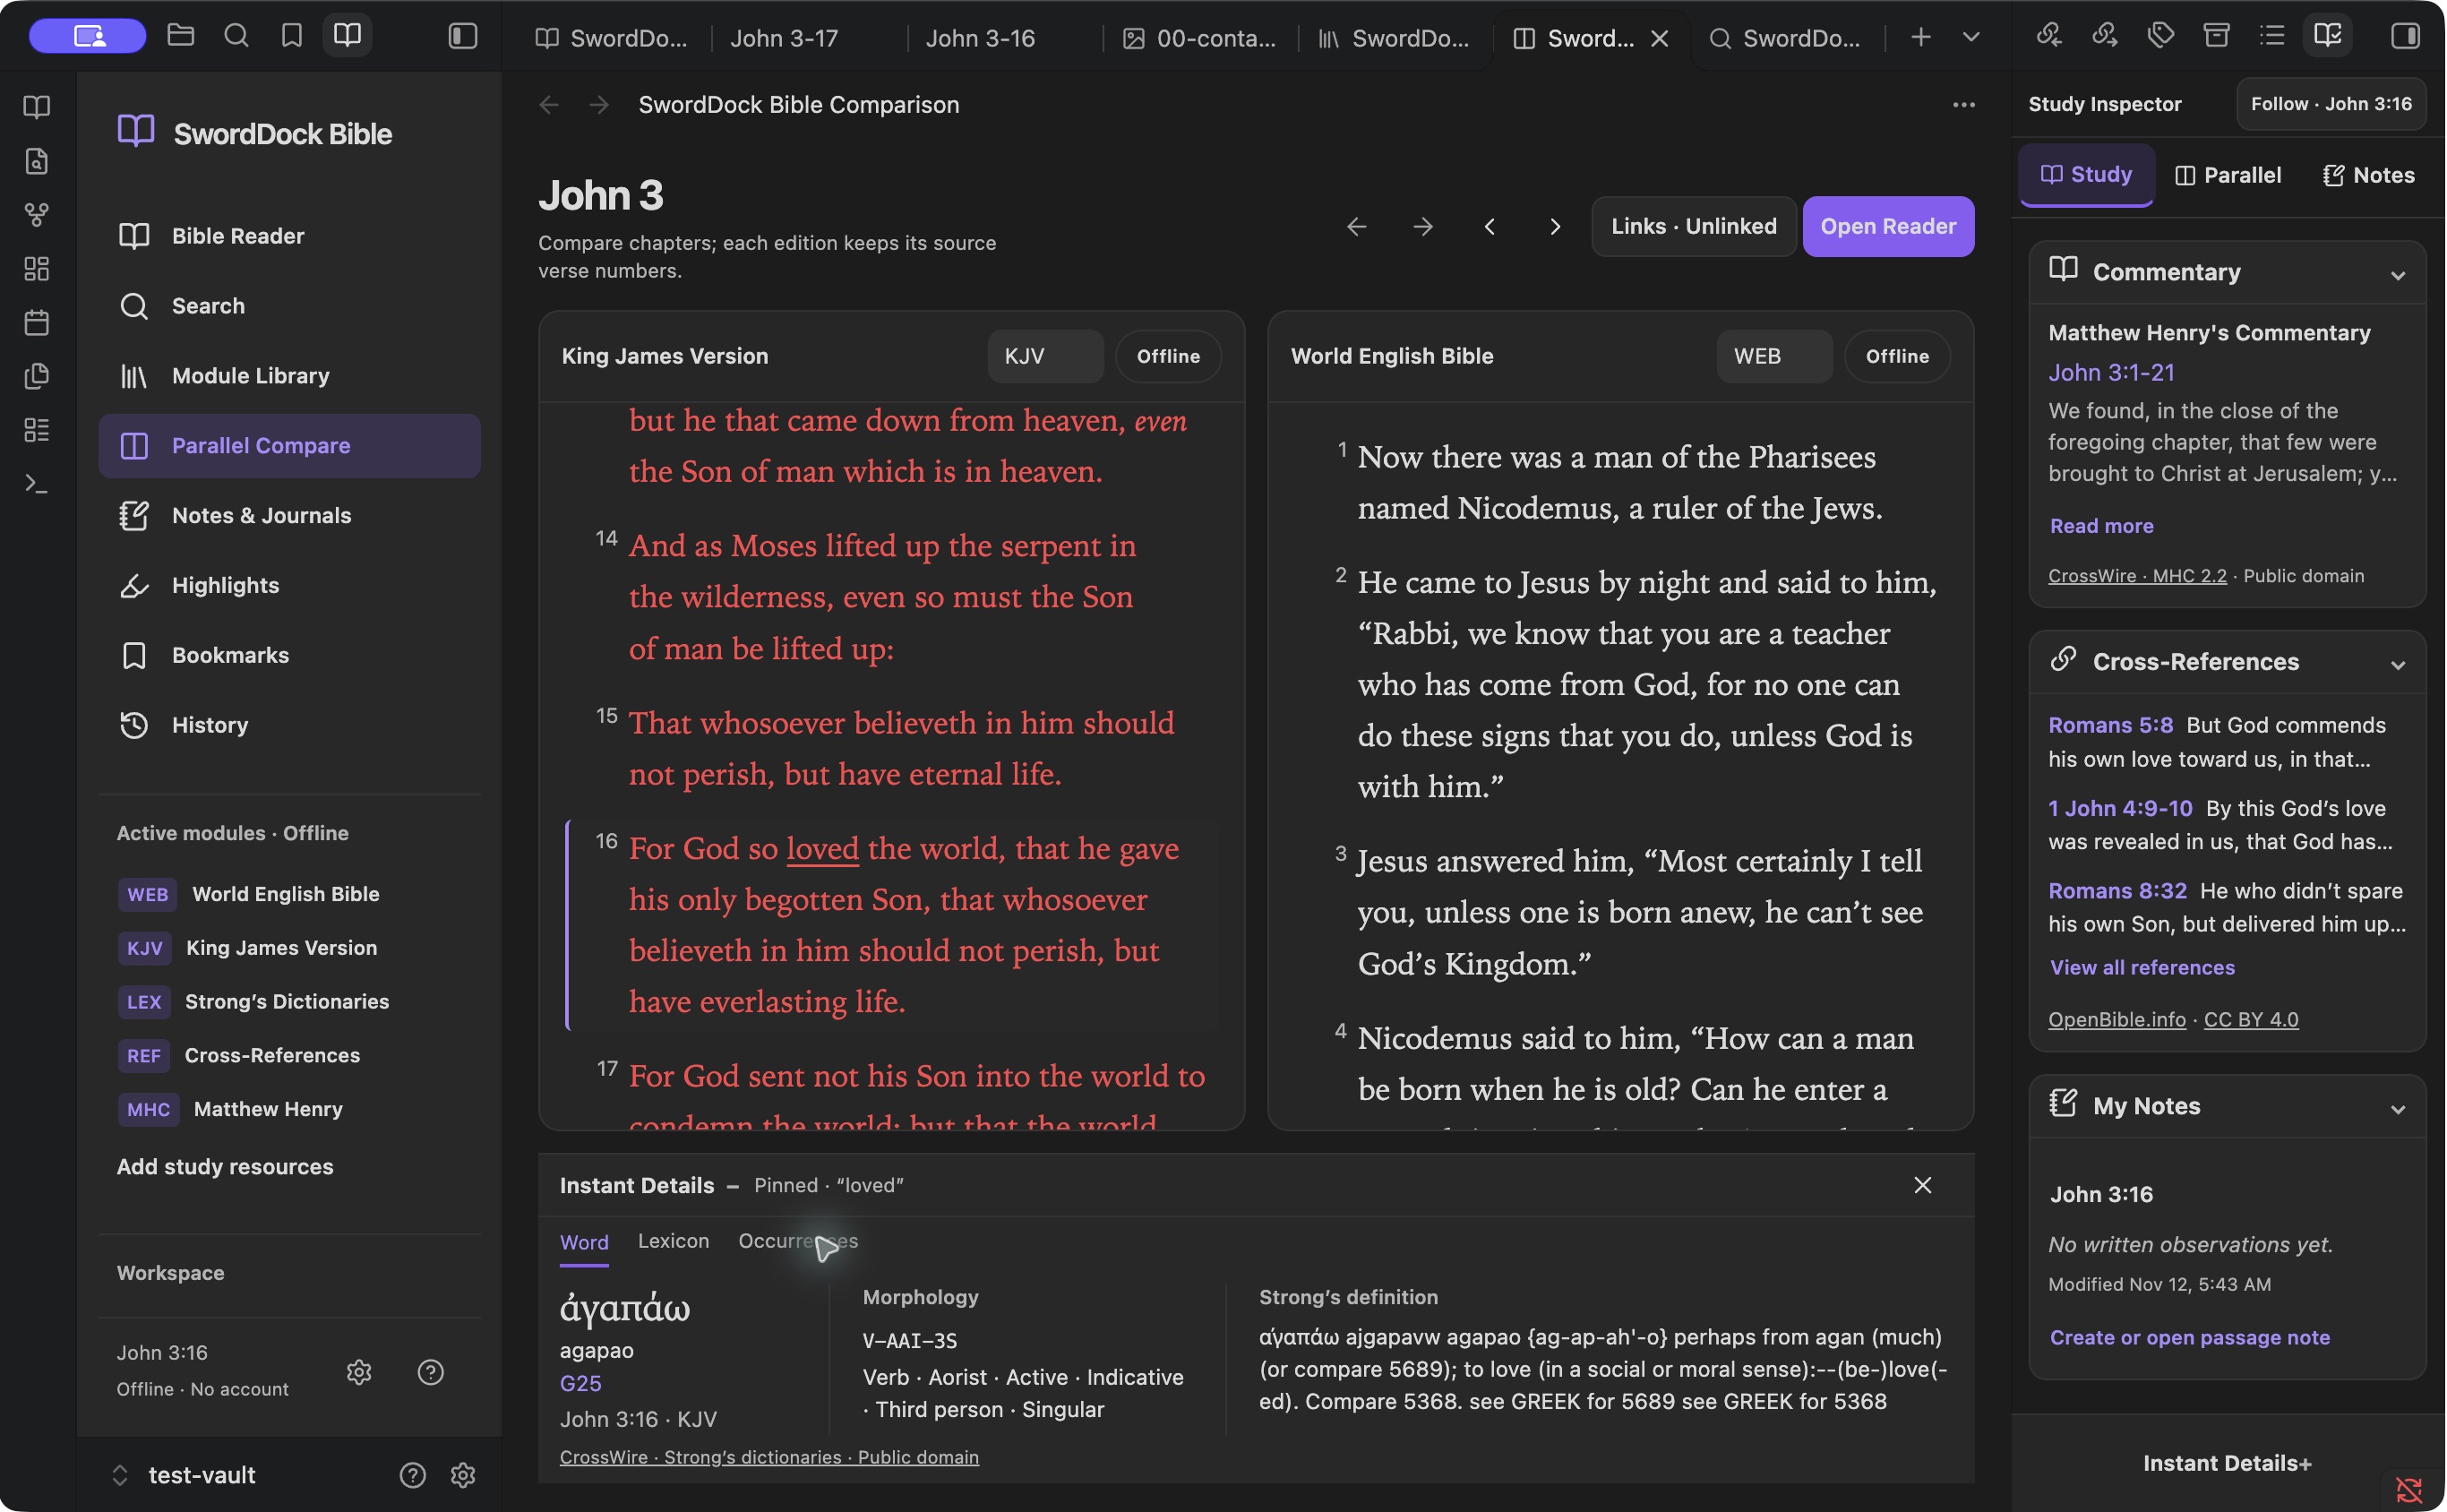 SwordDo...
John 3-17
John 3-16
00-conta...
SwordDo...
Sword...
SwordDo...
SwordDock Bible
Bible Reader
Search
Module Library
Parallel Compare
Notes & Journals
Highlights
Bookmarks
History
Active modules · Offline
WEB World English Bible
KJV King James Version
LEX Strong’s Dictionaries
REF Cross-References
MHC Matthew Henry
Add study resources
Workspace
John 3:16
Offline · No account
test-vault
SwordDock Bible Comparison
John 3
Compare chapters; each edition keeps its source
verse numbers.
Links · Unlinked
Open Reader
King James Version
KJV
Offline
but he that came down from heaven, even
the Son of man which is in heaven.
14 And as Moses lifted up the serpent in
the wilderness, even so must the Son
of man be lifted up:
15 That whosoever believeth in him should
not perish, but have eternal life.
16 For God so loved the world, that he gave
his only begotten Son, that whosoever
believeth in him should not perish, but
have everlasting life.
17 For God sent not his Son into the world to
condemn the world; but that the world
World English Bible
WEB
Offline
1 Now there was a man of the Pharisees
named Nicodemus, a ruler of the Jews.
2 He came to Jesus by night and said to him,
“Rabbi, we know that you are a teacher
who has come from God, for no one can
do these signs that you do, unless God is
with him.”
3 Jesus answered him, “Most certainly I tell
you, unless one is born anew, he can’t see
God’s Kingdom.”
4 Nicodemus said to him, “How can a man
be born when he is old? Can he enter a
Instant Details – Pinned · “loved”
Word
Lexicon
Occurrences
ἀγαπάω
agapao
G25
John 3:16 · KJV
Morphology
V-AAI-3S
Verb · Aorist · Active · Indicative
· Third person · Singular
Strong’s definition
ἀγαπάω ajgapavw agapao {ag-ap-ah'-o} perhaps from agan (much)
(or compare 5689); to love (in a social or moral sense):--(be-)love(-
ed). Compare 5368. see GREEK for 5689 see GREEK for 5368
CrossWire · Strong’s dictionaries · Public domain
Study Inspector
Follow · John 3:16
Study
Parallel
Notes
Commentary
Matthew Henry's Commentary
John 3:1-21
We found, in the close of the
foregoing chapter, that few were
brought to Christ at Jerusalem; y...
Read more
CrossWire · MHC 2.2 · Public domain
Cross-References
Romans 5:8 But God commends
his own love toward us, in that...
1 John 4:9-10 By this God’s love
was revealed in us, that God has...
Romans 8:32 He who didn’t spare
his own Son, but delivered him up...
View all references
OpenBible.info · CC BY 4.0
My Notes
John 3:16
No written observations yet.
Modified Nov 12, 5:43 AM
Create or open passage note
Instant Details+